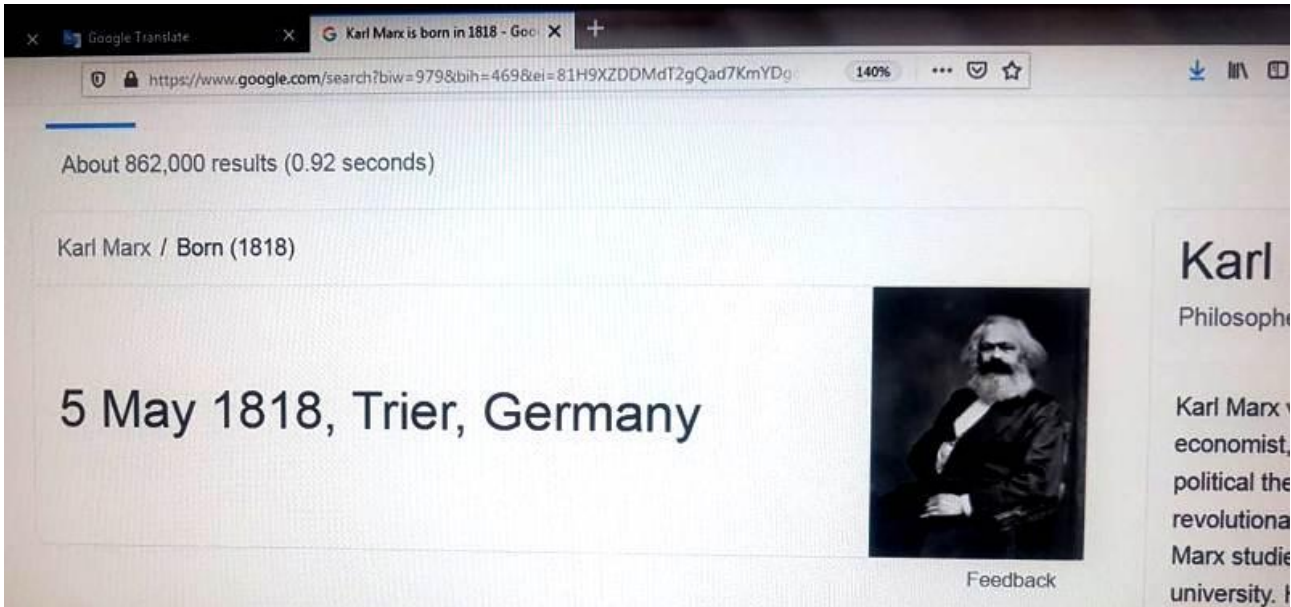 Google Translate
Karl Marx is born in 1818 - Goo
https://www.google.com/search?biw=979&bih=469&ei=81H9XZDDMdT2gQad7KmYDg
140%
About 862,000 results (0.92 seconds)
Karl Marx / Born (1818)
5 May 1818, Trier, Germany
Feedback
Karl
Philosophe
Karl Marx
economist,
political the
revolutiona
Marx studie
university. H